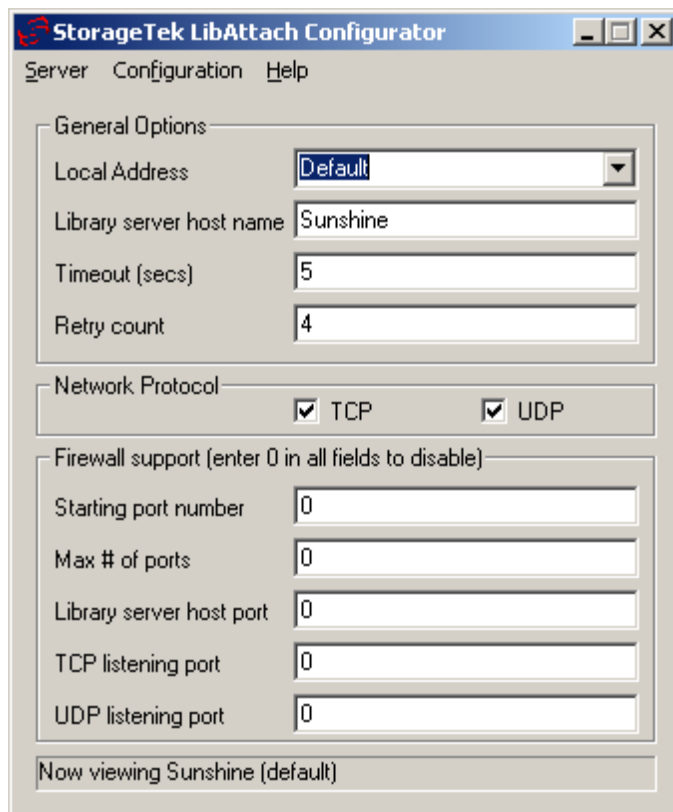 StorageTek LibAttach Configurator
Server Configuration Help
General Options
Local Address Default
Library server host name Sunshine
Timeout (secs) 5
Retry count 4
Network Protocol
TCP UDP
Firewall support (enter 0 in all fields to disable)
Starting port number 0
Max # of ports 0
Library server host port 0
TCP listening port 0
UDP listening port 0
Now viewing Sunshine (default)